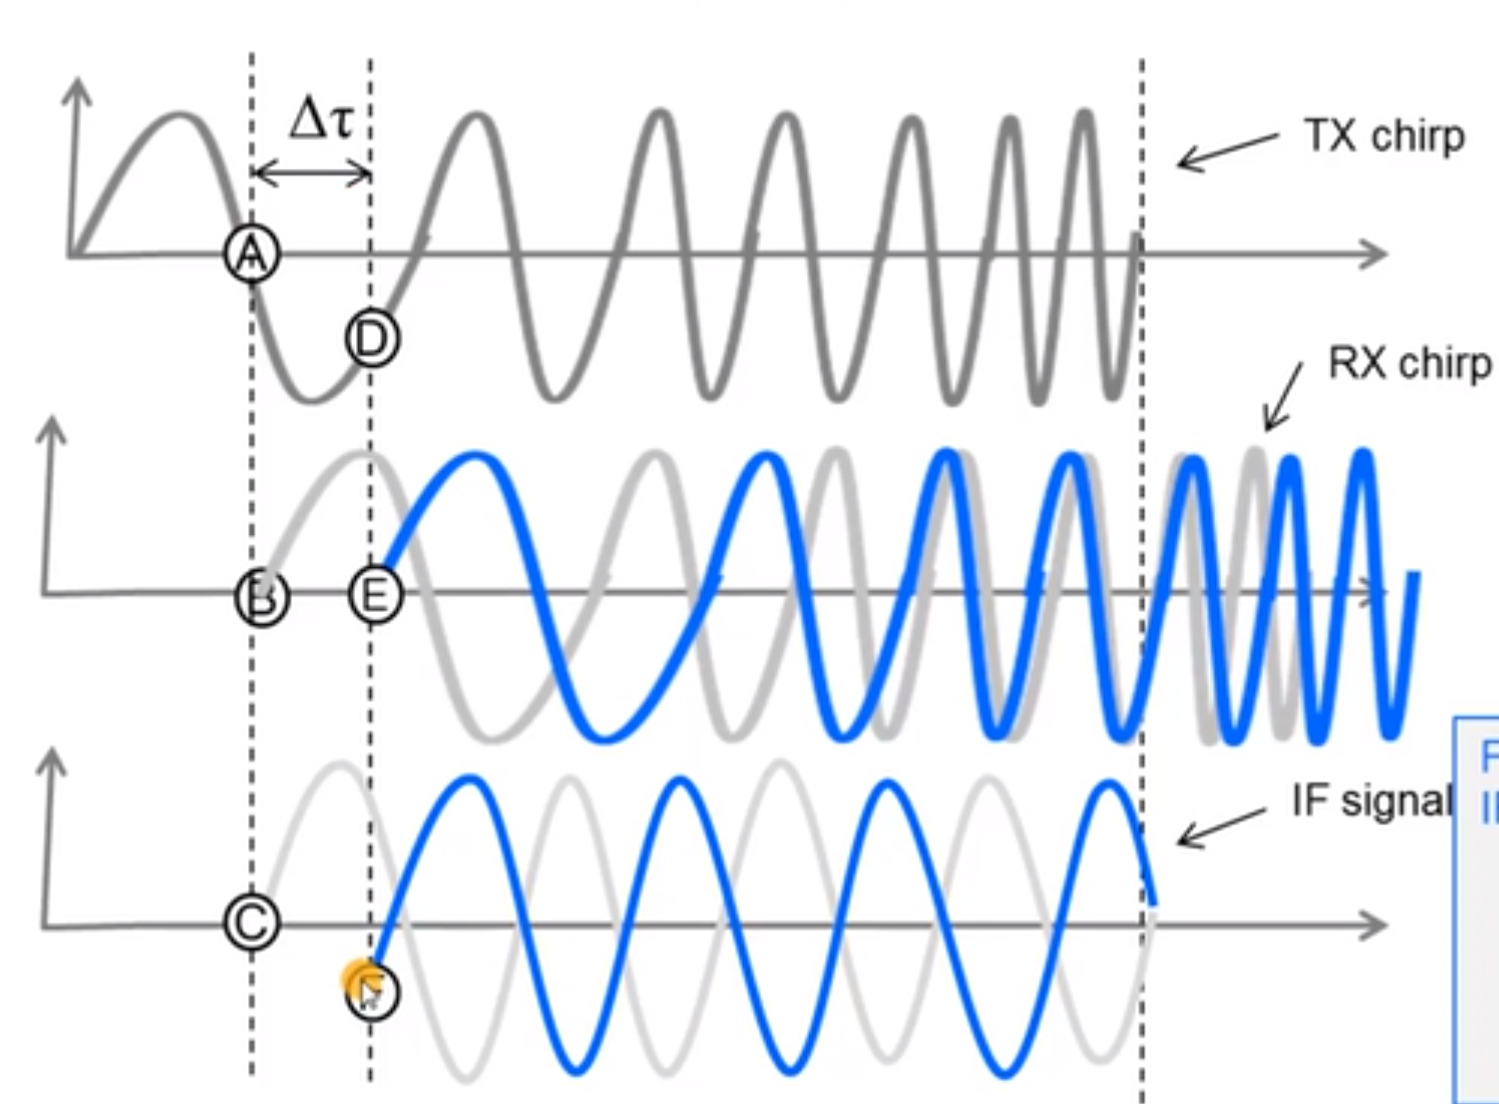 Δτ
TX chirp
A
D
RX chirp
B
E
IF signal
C